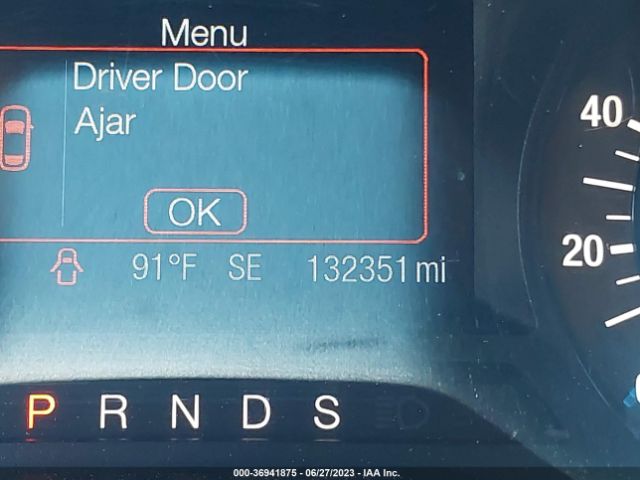 Menu
Driver Door
Ajar
OK
91°F SE 132351 mi
40
20
P R N D S
000-36941875 - 06/27/2023 - IAA Inc.